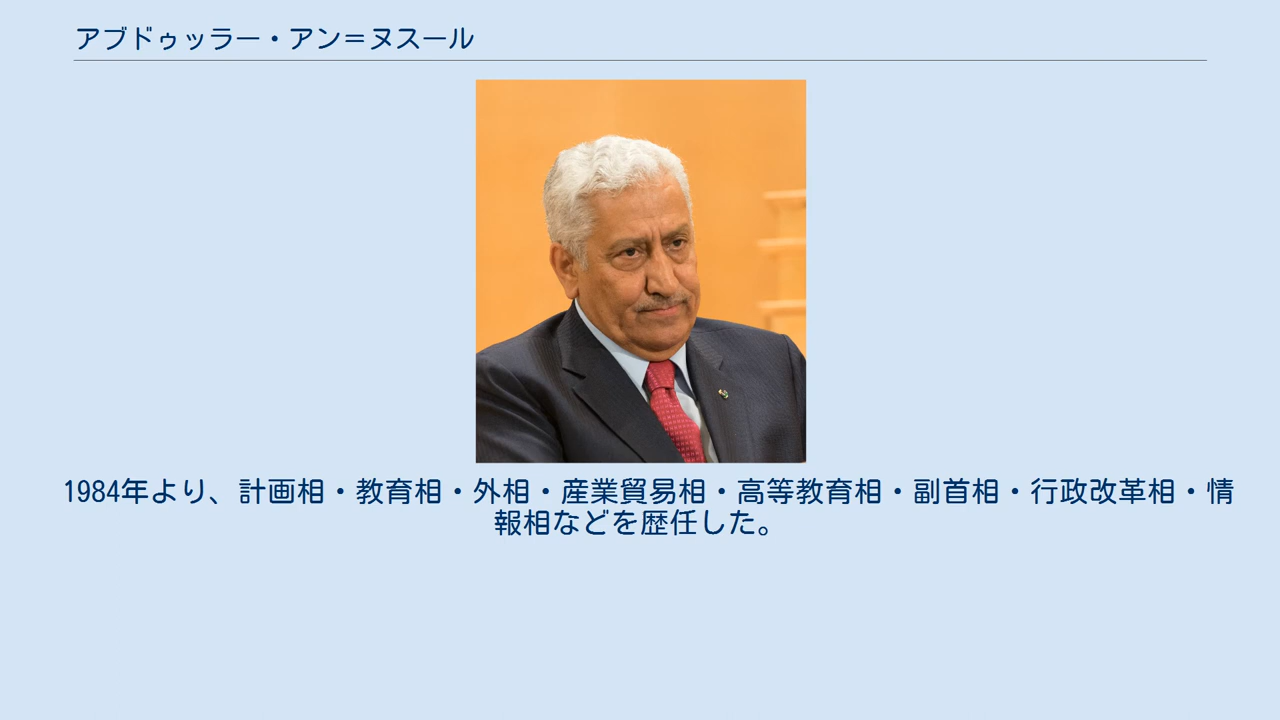 アブドゥッラー・アン＝ヌスール
1984年より、計画相・教育相・外相・産業貿易相・高等教育相・副首相・行政改革相・情
報相などを歴任した。